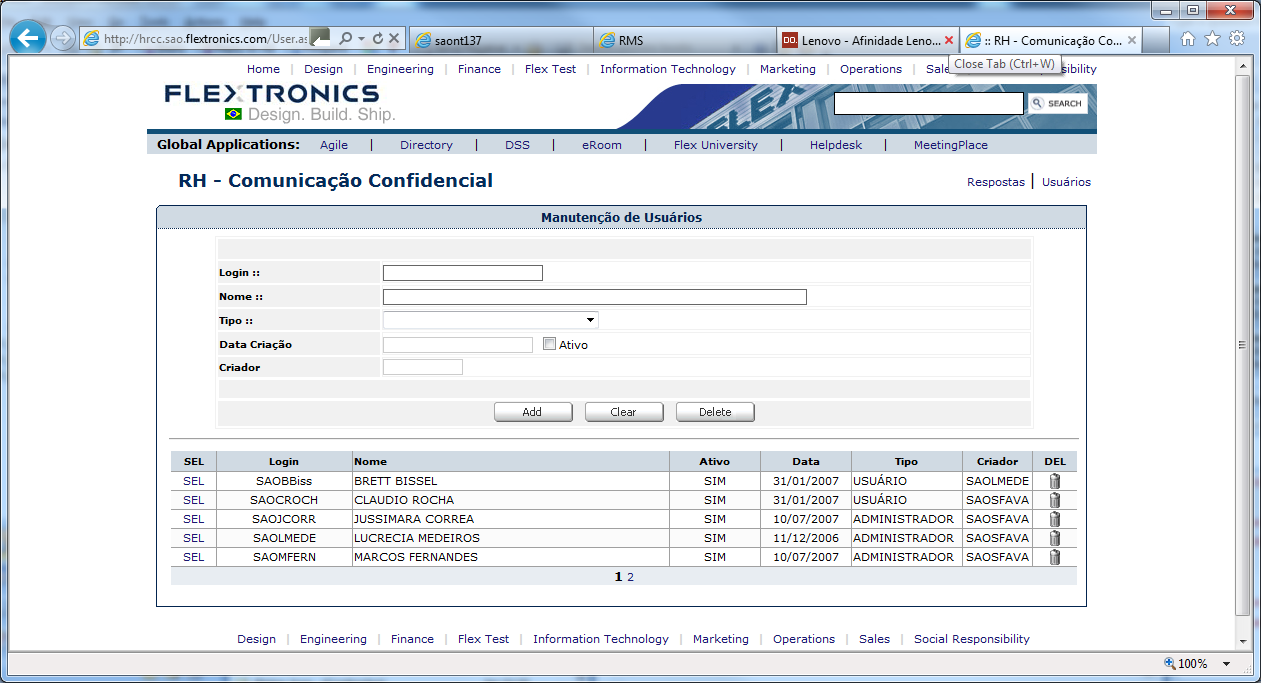 http://hrcc.sao.flextronics.com/User.as
saont137
RMS
Lenovo - Afinidade Leno...
:: RH - Comunicação Co...
Close Tab (Ctrl+W)
Home | Design | Engineering | Finance | Flex Test | Information Technology | Marketing | Operations
FLEXTRONICS
Design. Build. Ship.
SEARCH
Global Applications: Agile | Directory | DSS | eRoom | Flex University | Helpdesk | MeetingPlace
RH - Comunicação Confidencial
Respostas | Usuários
Manutenção de Usuários
Login ::
Nome ::
Tipo ::
Data Criação Ativo
Criador
Add Clear Delete
SEL Login Nome Ativo Data Tipo Criador DEL
SEL SAOBBiss BRETT BISSEL SIM 31/01/2007 USUÁRIO SAOLMEDE
SEL SAOCROCH CLAUDIO ROCHA SIM 31/01/2007 USUÁRIO SAOSFAVA
SEL SAOJCORR JUSSIMARA CORREA SIM 10/07/2007 ADMINISTRADOR SAOSFAVA
SEL SAOLMEDE LUCRECIA MEDEIROS SIM 11/12/2006 ADMINISTRADOR SAOSFAVA
SEL SAOMFERN MARCOS FERNANDES SIM 10/07/2007 ADMINISTRADOR SAOSFAVA
1 2
Design | Engineering | Finance | Flex Test | Information Technology | Marketing | Operations | Sales | Social Responsibility
100%